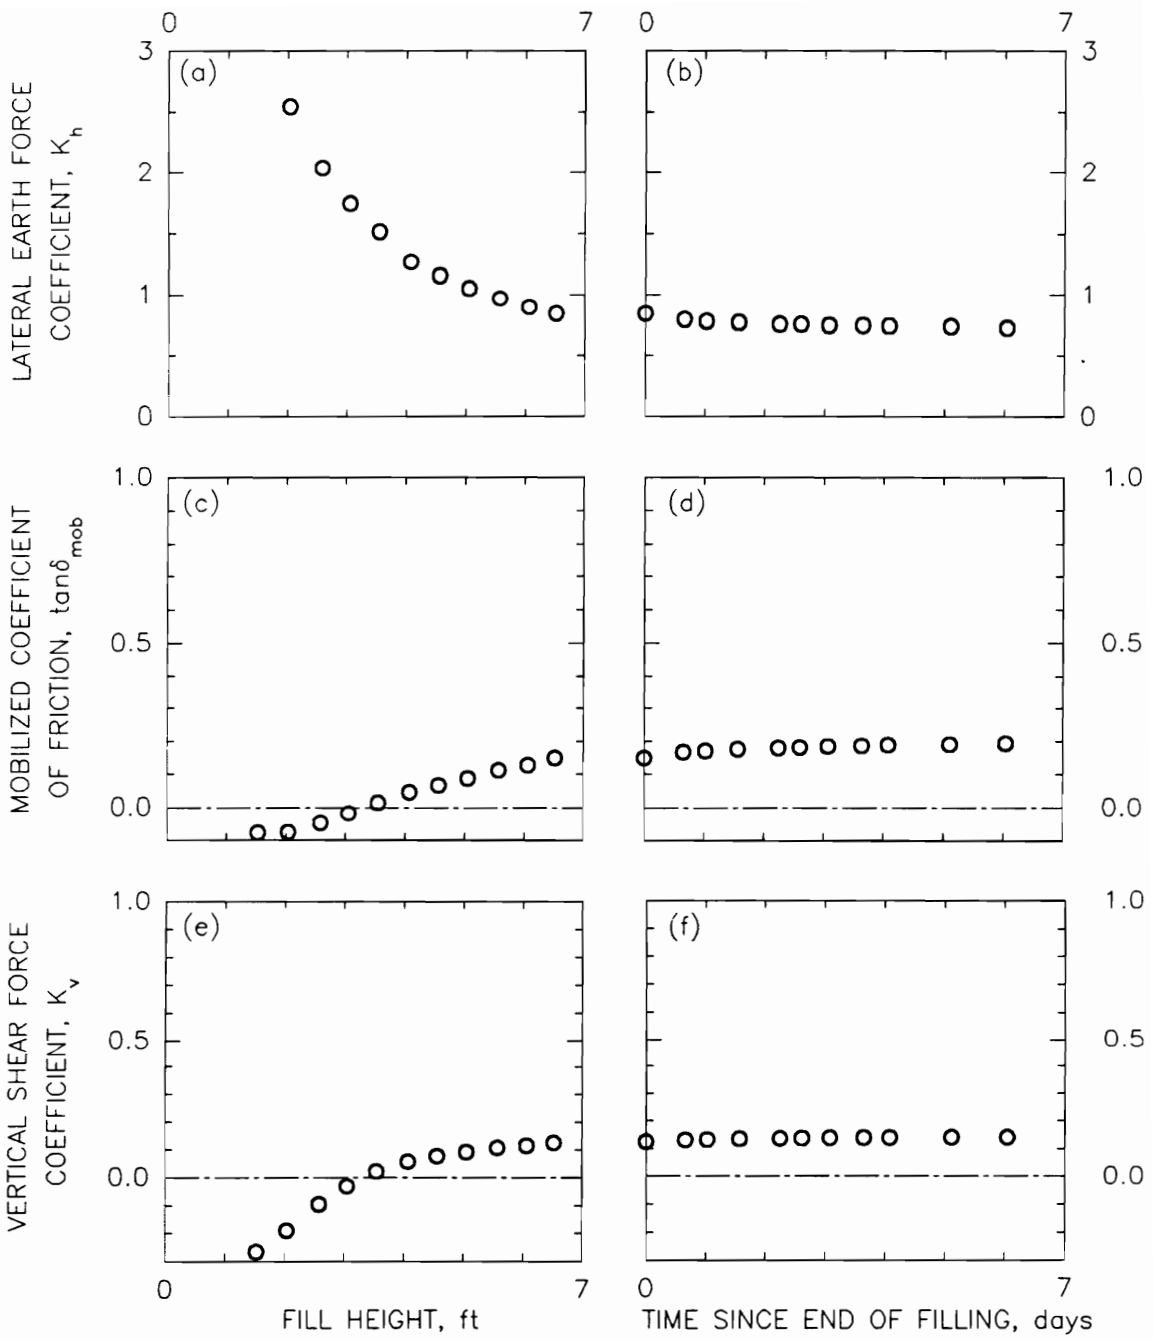 0 7 0 7
3 (a) (b) 3
2 2
1 1
0 0
LATERAL EARTH FORCE
COEFFICIENT, Kh
1.0 (c) (d) 1.0
0.5 0.5
0.0 0.0
MOBILIZED COEFFICIENT
OF FRICTION, tanδmob
1.0 (e) (f) 1.0
0.5 0.5
0.0 0.0
VERTICAL SHEAR FORCE
COEFFICIENT, Kv
0 7 0 7
FILL HEIGHT, ft
TIME SINCE END OF FILLING, days